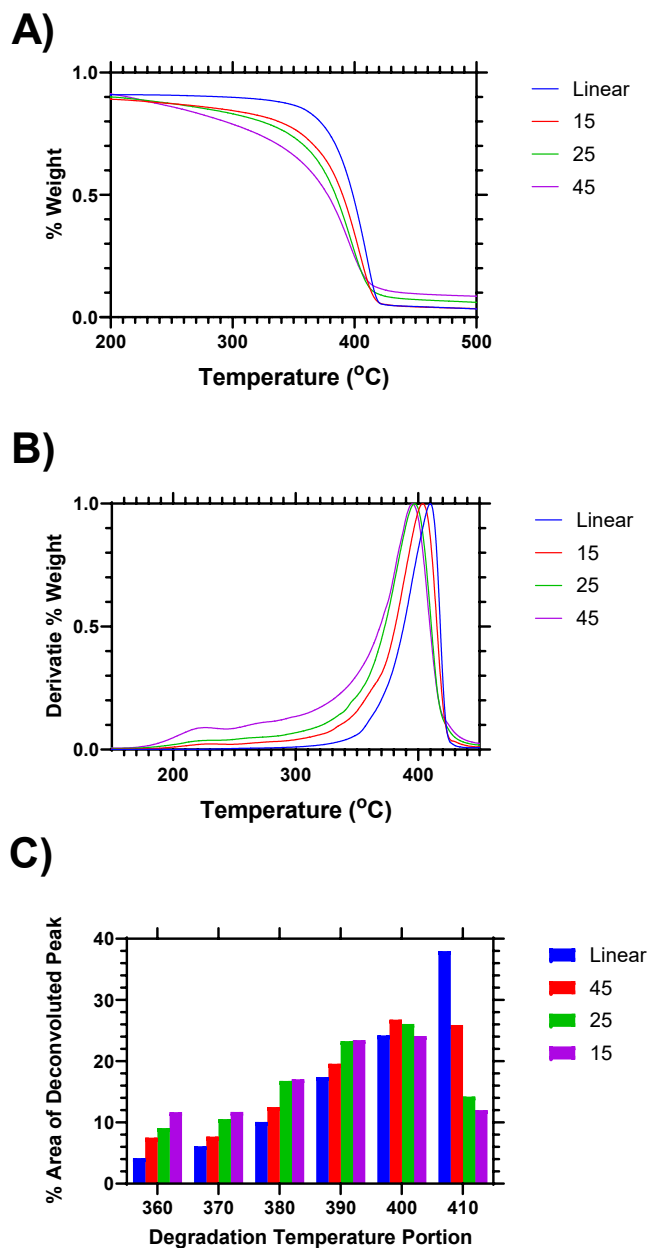 A)
1.0
0.5
0.0
% Weight
200
300
400
500
Temperature (°C)
Linear
15
25
45
B)
1.0
0.5
0.0
Derivatie % Weight
200
300
400
Temperature (°C)
Linear
15
25
45
C)
40
30
20
10
0
% Area of Deconvoluted Peak
360
370
380
390
400
410
Degradation Temperature Portion
Linear
45
25
15